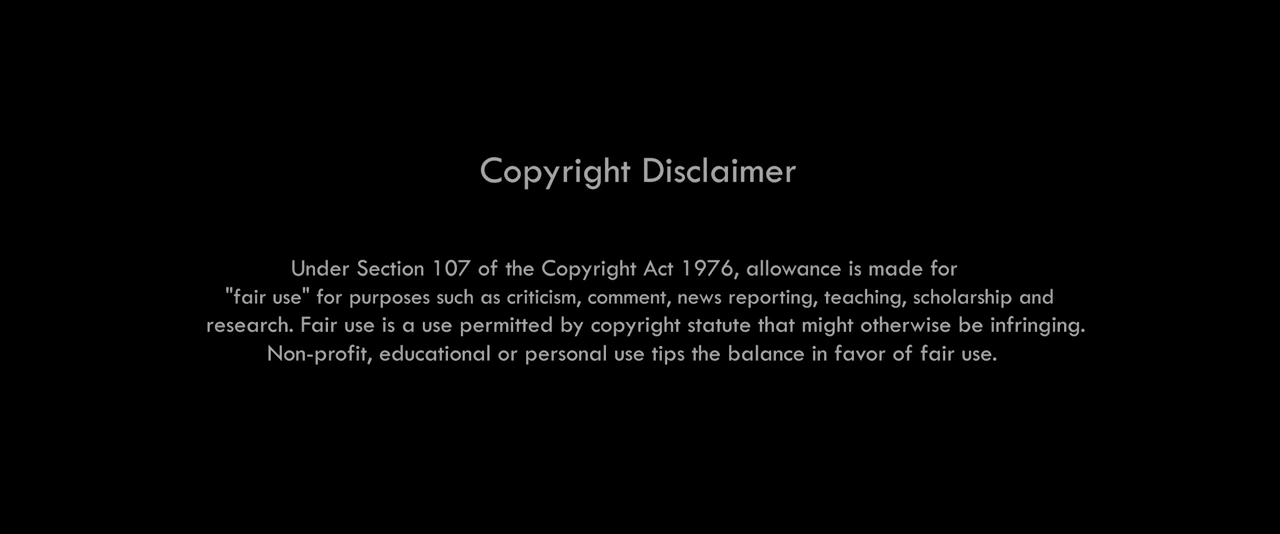 Copyright Disclaimer
Under Section 107 of the Copyright Act 1976, allowance is made for
"fair use" for purposes such as criticism, comment, news reporting, teaching, scholarship and
research. Fair use is a use permitted by copyright statute that might otherwise be infringing.
Non-profit, educational or personal use tips the balance in favor of fair use.